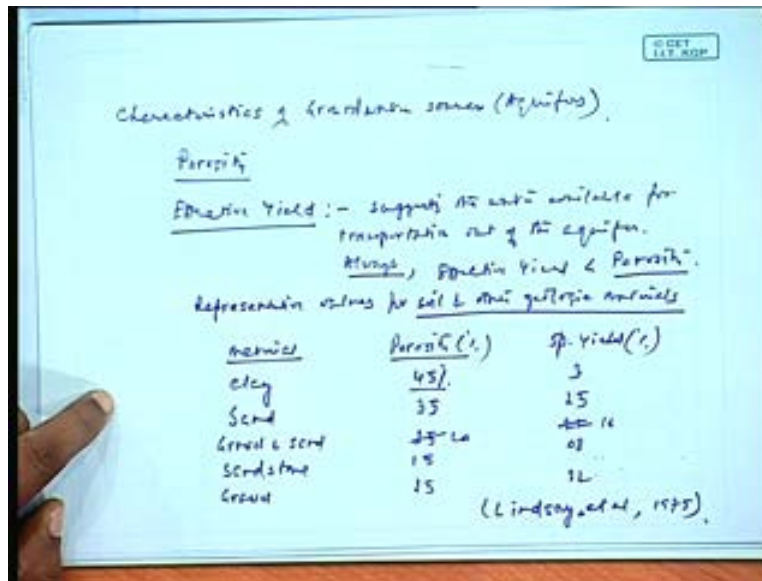 © CET
I.I.T. KGP
Characteristics of Groundwater sources (Aquifers).
Porosity
Effective Yield :- suggests the water available for
transportation out of the aquifer.
Always, Effective Yield < Porosity.
Representative values for soil & other geologic materials
Material Porosity (%) Sp. Yield (%)
Clay 45%. 3
Sand 35 25
Gravel & Sand 20 16
Sandstone 15 08
Gravel 25
(Lindsay, et al, 1975).